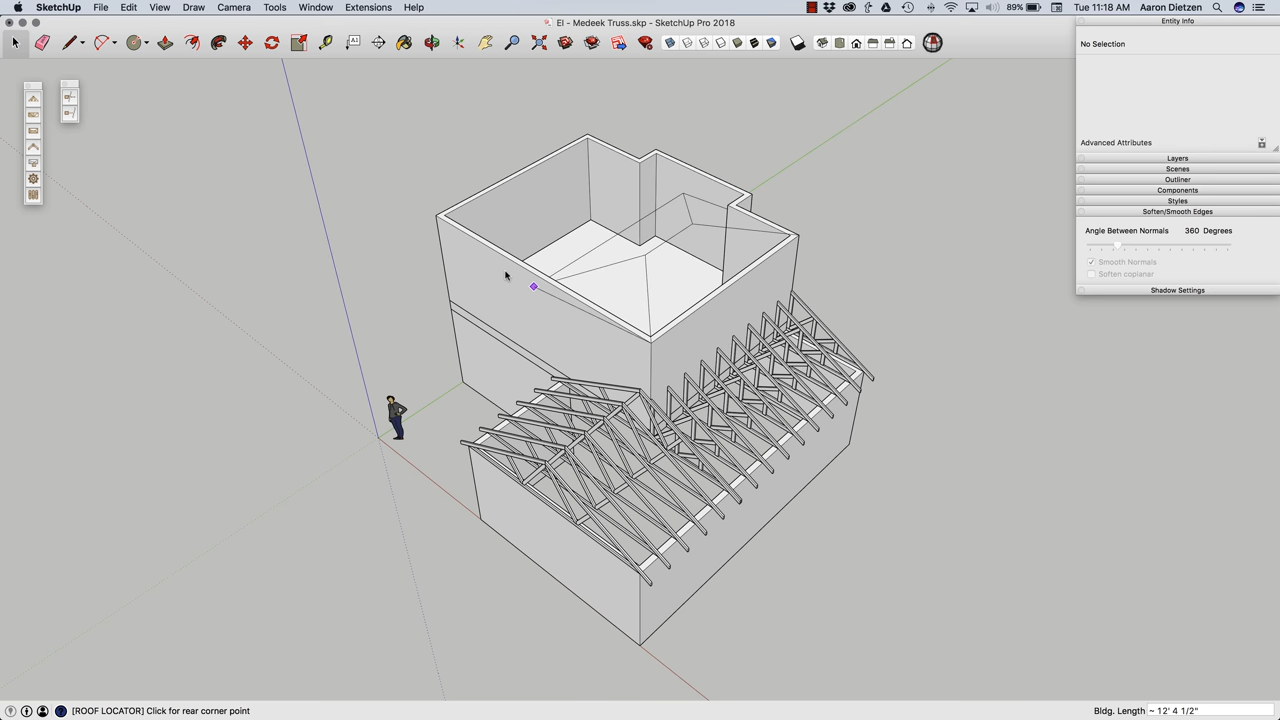 SketchUp File Edit View Draw Camera Tools Window Extensions Help
89% Tue 11:18 AM Aaron Dietzen
EI - Medeek Truss.skp - SketchUp Pro 2018
A1
Entity Info
No Selection
Advanced Attributes
Layers
Scenes
Outliner
Components
Styles
Soften/Smooth Edges
Angle Between Normals 360 Degrees
Smooth Normals
Soften coplanar
Shadow Settings
[ROOF LOCATOR] Click for rear corner point
Bldg. Length ~ 12' 4 1/2"